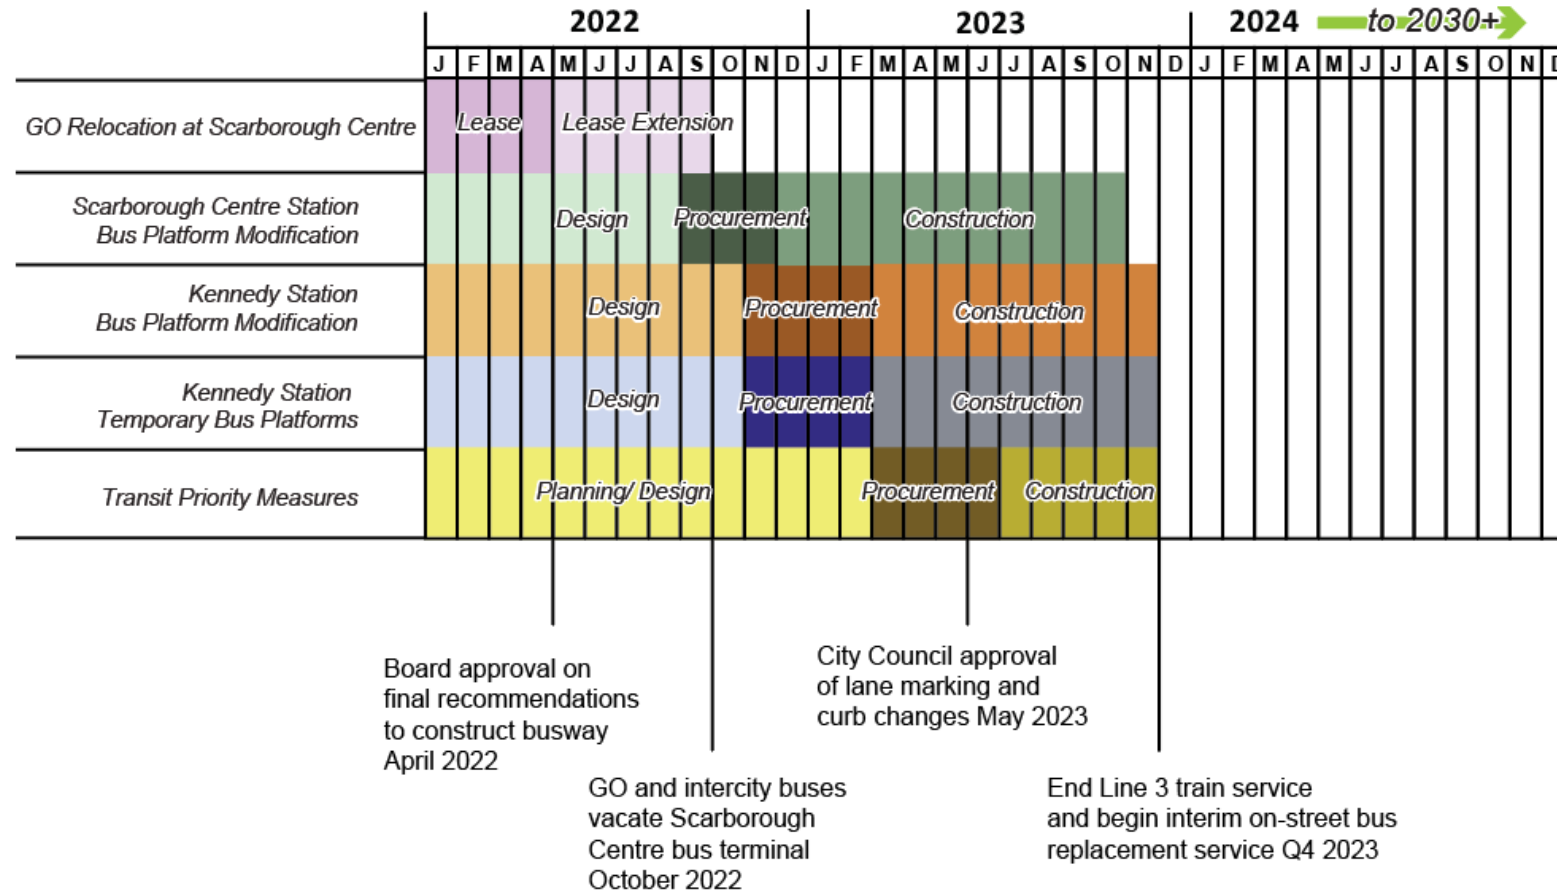 2022 2023 2024 to 2030+
J F M A M J J A S O N D J F M A M J J A S O N D J F M A M J J A S O N D
GO Relocation at Scarborough Centre
Lease Lease Extension
Scarborough Centre Station
Bus Platform Modification
Design Procurement Construction
Kennedy Station
Bus Platform Modification
Design Procurement Construction
Kennedy Station
Temporary Bus Platforms
Design Procurement Construction
Transit Priority Measures
Planning/ Design Procurement Construction
Board approval on
final recommendations
to construct busway
April 2022
GO and intercity buses
vacate Scarborough
Centre bus terminal
October 2022
City Council approval
of lane marking and
curb changes May 2023
End Line 3 train service
and begin interim on-street bus
replacement service Q4 2023